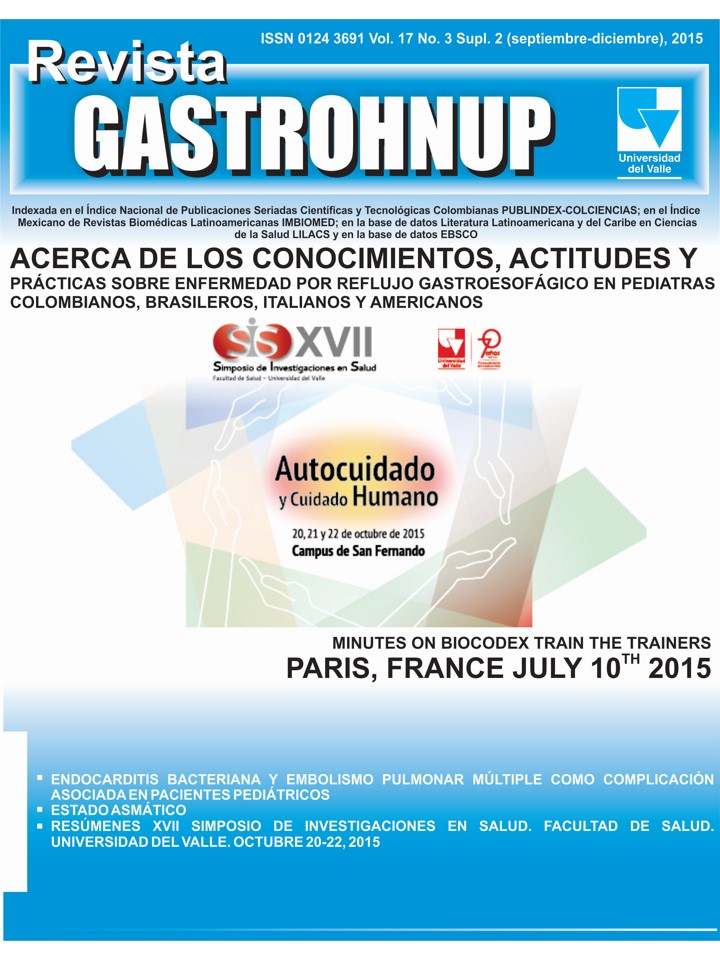 ISSN 0124 3691 Vol. 17 No. 3 Supl. 2 (septiembre-diciembre), 2015
Revista
GASTROHNUP
Universidad
del Valle
Indexada en el Índice Nacional de Publicaciones Seriadas Científicas y Tecnológicas Colombianas PUBLINDEX-COLCIENCIAS; en el Índice
Mexicano de Revistas Biomédicas Latinoamericanas IMBIOMED; en la base de datos Literatura Latinoamericana y del Caribe en Ciencias
de la Salud LILACS y en la base de datos EBSCO
ACERCA DE LOS CONOCIMIENTOS, ACTITUDES Y
PRÁCTICAS SOBRE ENFERMEDAD POR REFLUJO GASTROESOFÁGICO EN PEDIATRAS
COLOMBIANOS, BRASILEROS, ITALIANOS Y AMERICANOS
SIS XVII
Simposio de Investigaciones en Salud
Facultad de Salud - Universidad del Valle
Universidad
del Valle
70 años
Autocuidado
y Cuidado Humano
20, 21 y 22 de octubre de 2015
Campus de San Fernando
MINUTES ON BIOCODEX TRAIN THE TRAINERS
PARIS, FRANCE JULY 10TH 2015
▪ ENDOCARDITIS BACTERIANA Y EMBOLISMO PULMONAR MÚLTIPLE COMO COMPLICACIÓN
ASOCIADA EN PACIENTES PEDIÁTRICOS
▪ ESTADO ASMÁTICO
▪ RESÚMENES XVII SIMPOSIO DE INVESTIGACIONES EN SALUD. FACULTAD DE SALUD.
UNIVERSIDAD DEL VALLE. OCTUBRE 20-22, 2015